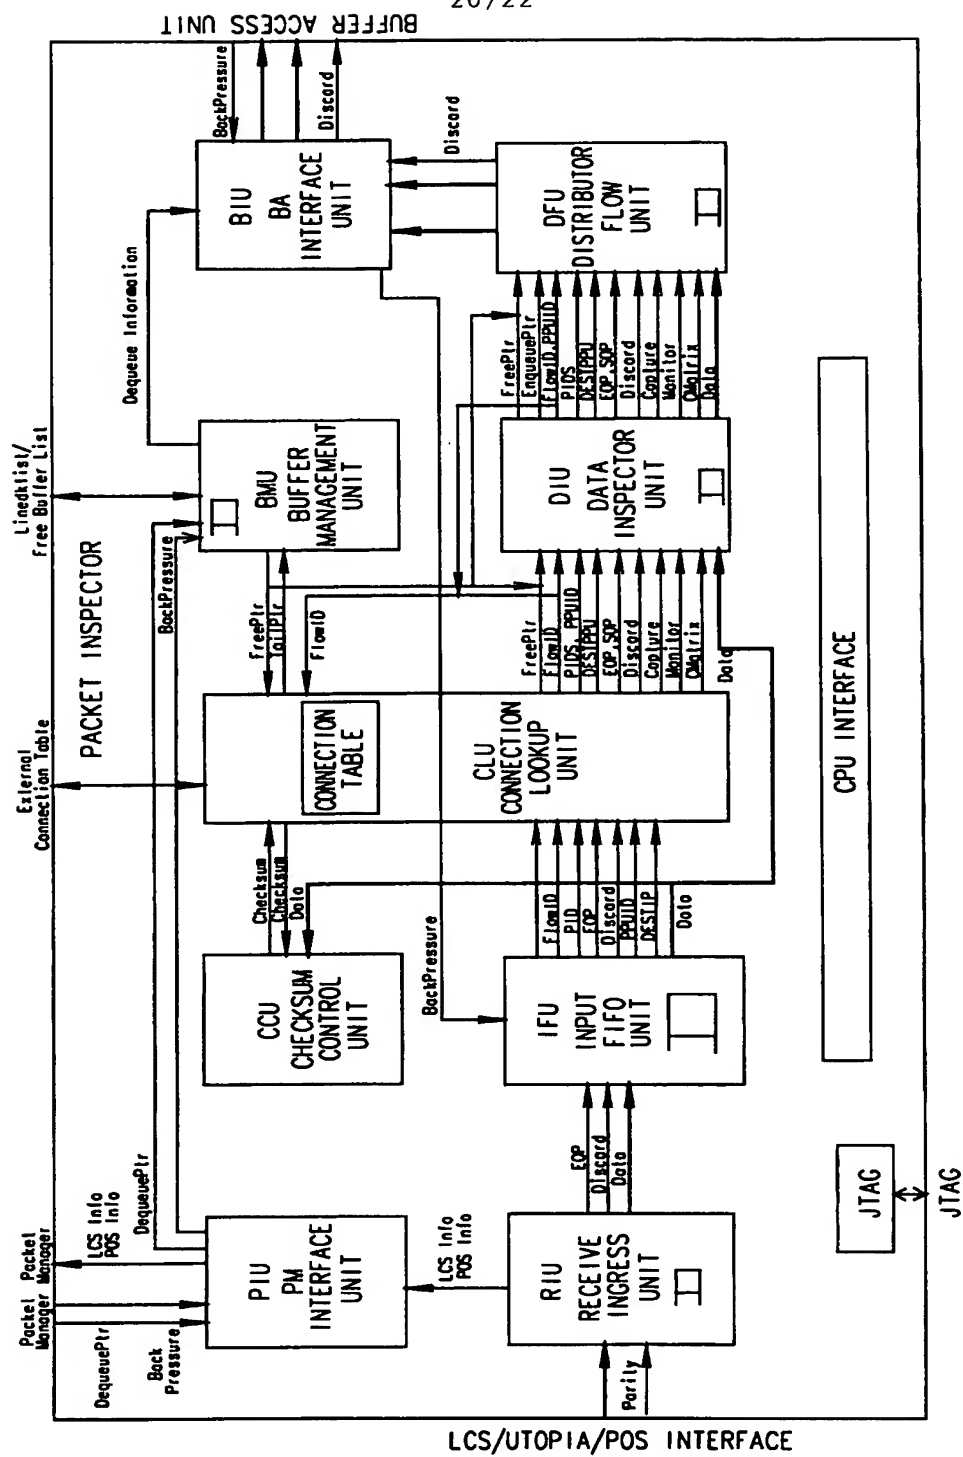 20/22
BUFFER ACCESS UNIT
Packet
Manager
Packet
Manager
External
Connection Table
Linedklist/
Free Buffer List
PACKET INSPECTOR
DequeuePtr
Back
Pressure
LCS Info
POS Info
DequeuePtr
BackPressure
Dequeue Information
BackPressure
Discard
PIU
PM
INTERFACE
UNIT
CCU
CHECKSUM
CONTROL
UNIT
Checksum
Checksum
Data
CONNECTION
TABLE
CLU
CONNECTION
LOOKUP
UNIT
FreePtr
TailPtr
FlowID
BMU
BUFFER
MANAGEMENT
UNIT
BIU
BA
INTERFACE
UNIT
LCS Info
POS Info
BackPressure
Discard
RIU
RECEIVE
INGRESS
UNIT
Parity
EOP
Discard
Data
IFU
INPUT
FIFO
UNIT
FlowID
PID
EOP
Discard
PPUID
DESTIP
Data
FreePtr
FlowID
PIDS, PPUID
DESTPPU
EOP,SOP
Discard
Capture
Monitor
CMatrix
Data
DIU
DATA
INSPECTOR
UNIT
FreePtr
EnqueuePtr
FlowID,PPUID
PIDS
DESTPPU
EOP,SOP
Discard
Capture
Monitor
CMatrix
Data
DFU
DISTRIBUTOR
FLOW
UNIT
CPU INTERFACE
JTAG
JTAG
LCS/UTOPIA/POS INTERFACE